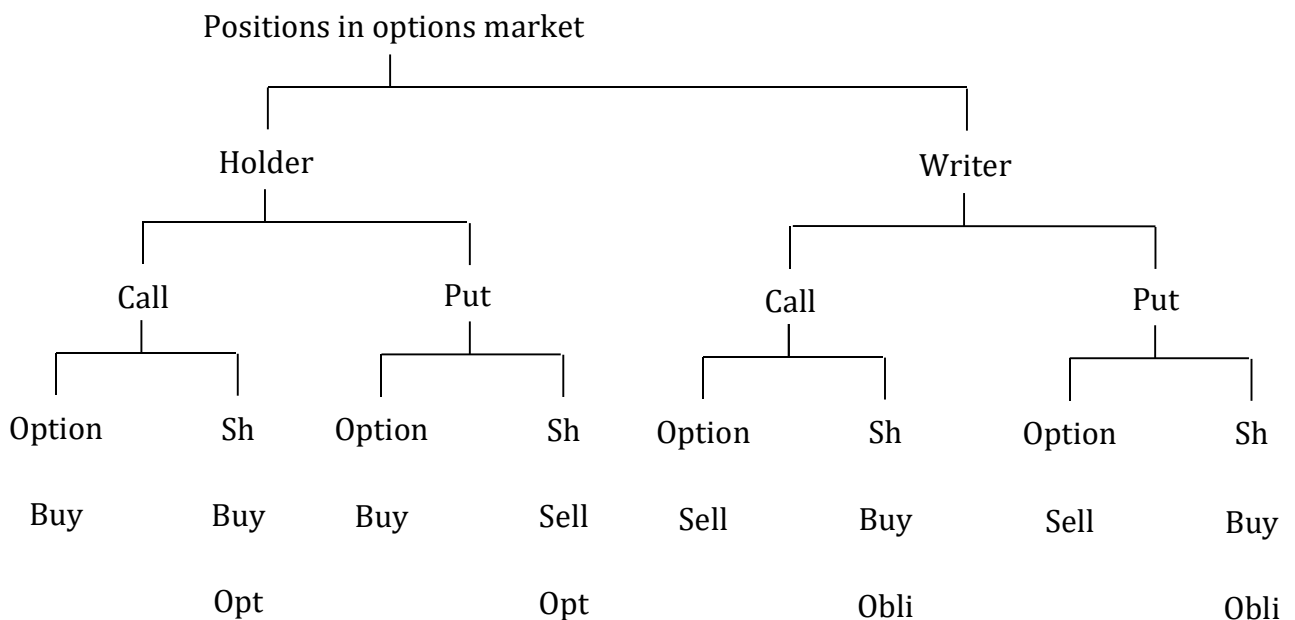 Positions in options market
Holder Writer
Call Put Call Put
Option Sh Option Sh Option Sh Option Sh
Buy Buy Buy Sell Sell Buy Sell Buy
Opt Opt Obli Obli